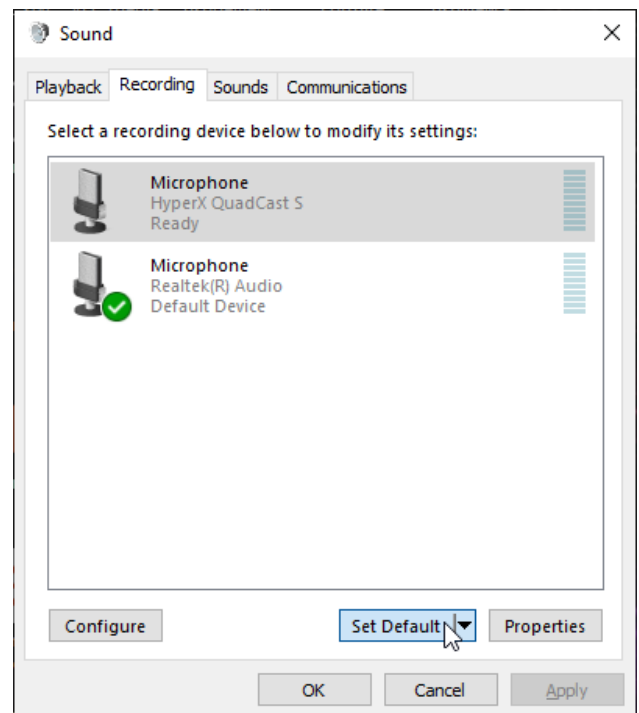 Sound
Playback Recording Sounds Communications
Select a recording device below to modify its settings:
Microphone
HyperX QuadCast S
Ready
Microphone
Realtek(R) Audio
Default Device
Configure Set Default Properties
OK Cancel Apply